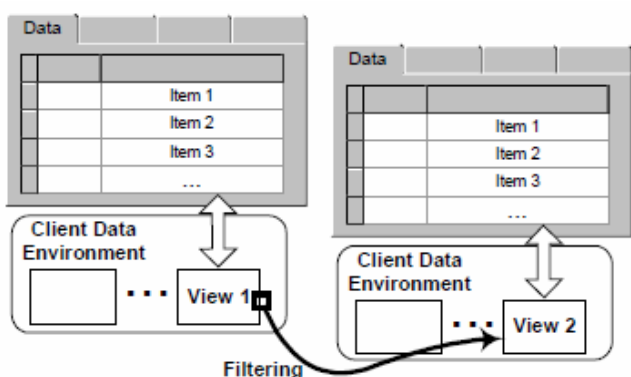 Data
Item 1
Item 2
Item 3
...
Client Data
Environment
... View 1
Data
Item 1
Item 2
Item 3
...
Client Data
Environment
... View 2
Filtering